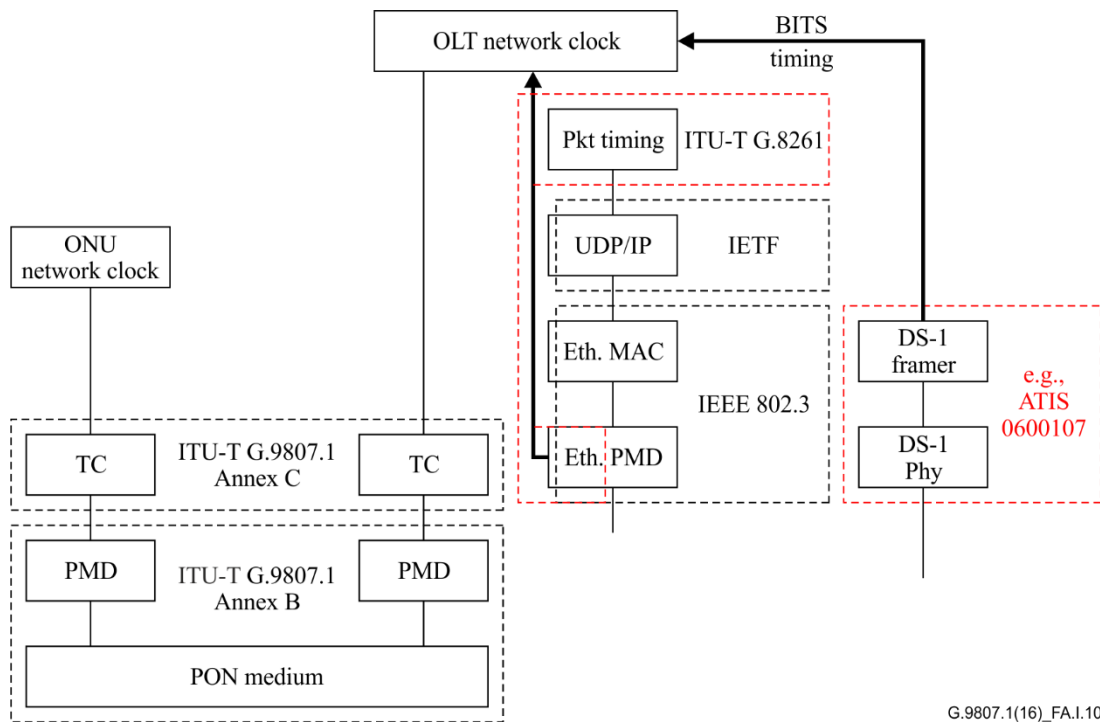 OLT network clock
BITS
timing
Pkt timing
ITU-T G.8261
UDP/IP
IETF
ONU
network clock
Eth. MAC
IEEE 802.3
Eth. PMD
DS-1
framer
DS-1
Phy
e.g.,
ATIS
0600107
TC
ITU-T G.9807.1
Annex C
TC
PMD
ITU-T G.9807.1
Annex B
PMD
PON medium
G.9807.1(16)_FA.I.10